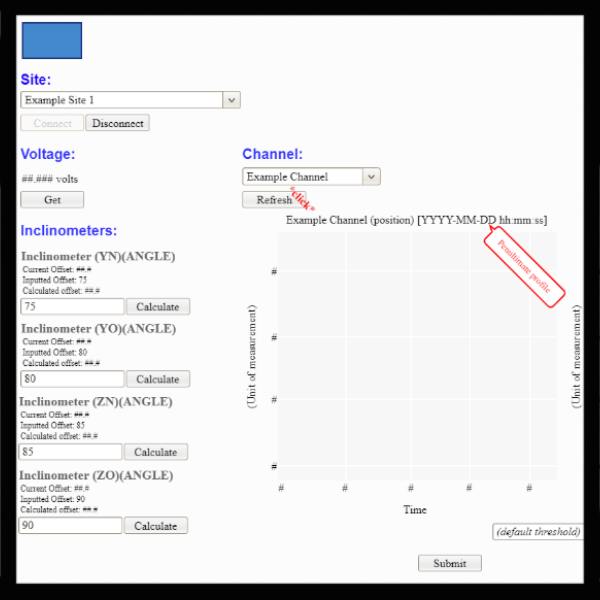 Site:
Example Site 1
Connect Disconnect
Voltage:
##.### volts
Get
Channel:
Example Channel
Refresh
*click*
Inclinometers:
Inclinometer (YN)(ANGLE)
Current Offset: ##.#
Inputted Offset: 75
Calculated offset: ##.#
75 Calculate
Inclinometer (YO)(ANGLE)
Current Offset: ##.#
Inputted Offset: 80
Calculated offset: ##.#
80 Calculate
Inclinometer (ZN)(ANGLE)
Current Offset: ##.#
Inputted Offset: 85
Calculated offset: ##.#
85 Calculate
Inclinometer (ZO)(ANGLE)
Current Offset: ##.#
Inputted Offset: 90
Calculated offset: ##.#
90 Calculate
Example Channel (position) [YYYY-MM-DD hh:mm:ss]
Penultimate profile
(Unit of measurement)
#
#
#
#
# # # # #
Time
(Unit of measurement)
(default threshold)
Submit